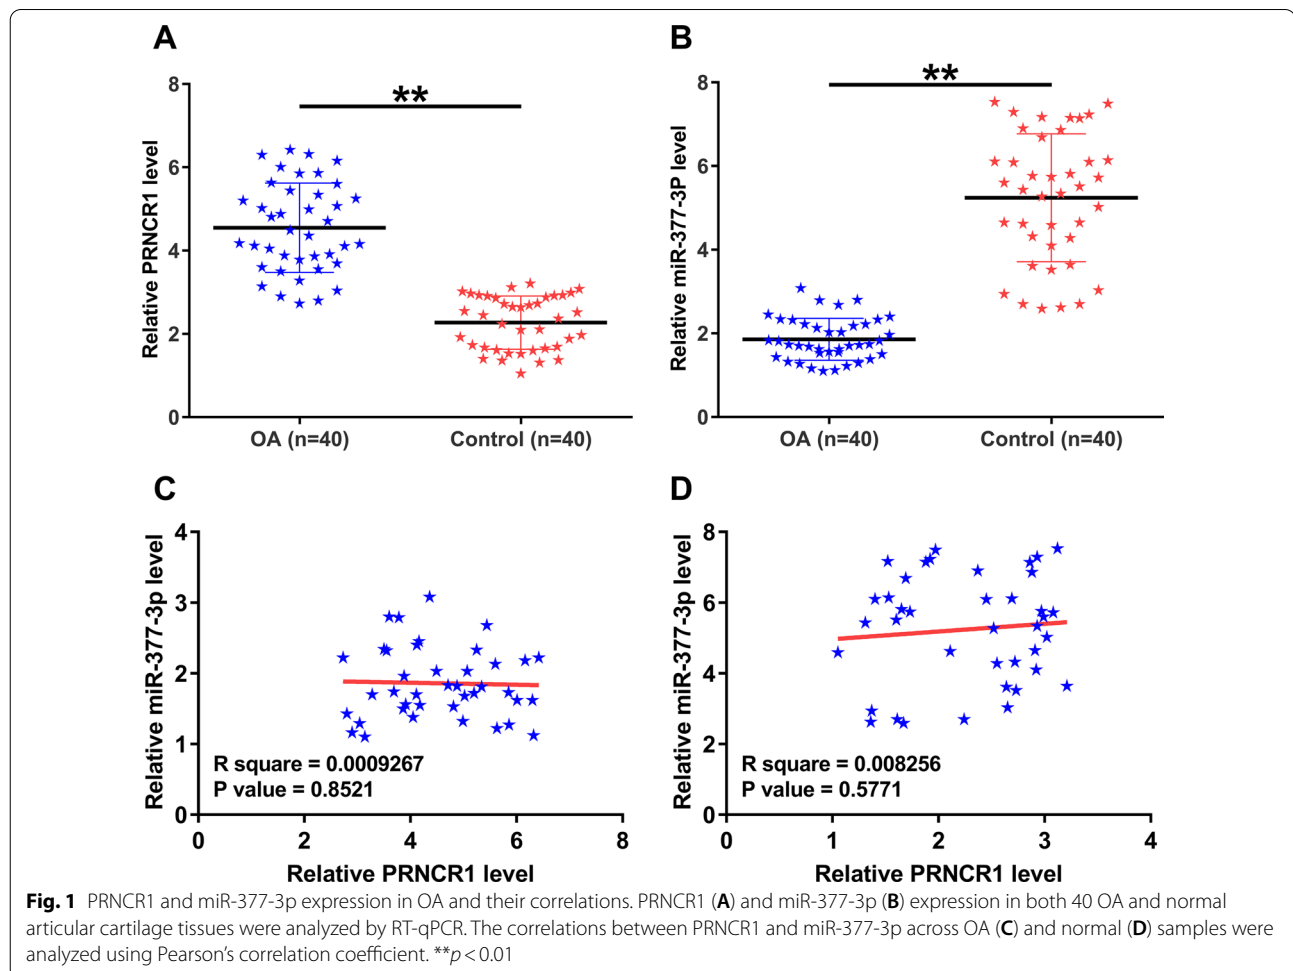 A
Relative PRNCR1 level
8
6
4
2
0
**
OA (n=40)
Control (n=40)
B
Relative miR-377-3P level
8
6
4
2
0
**
OA (n=40)
Control (n=40)
C
Relative miR-377-3p level
4
3
2
1
0
R square = 0.0009267
P value = 0.8521
0 2 4 6 8
Relative PRNCR1 level
D
Relative miR-377-3p level
8
6
4
2
0
R square = 0.008256
P value = 0.5771
0 1 2 3 4
Relative PRNCR1 level
Fig. 1 PRNCR1 and miR-377-3p expression in OA and their correlations. PRNCR1 (A) and miR-377-3p (B) expression in both 40 OA and normal
articular cartilage tissues were analyzed by RT-qPCR. The correlations between PRNCR1 and miR-377-3p across OA (C) and normal (D) samples were
analyzed using Pearson's correlation coefficient. **p < 0.01